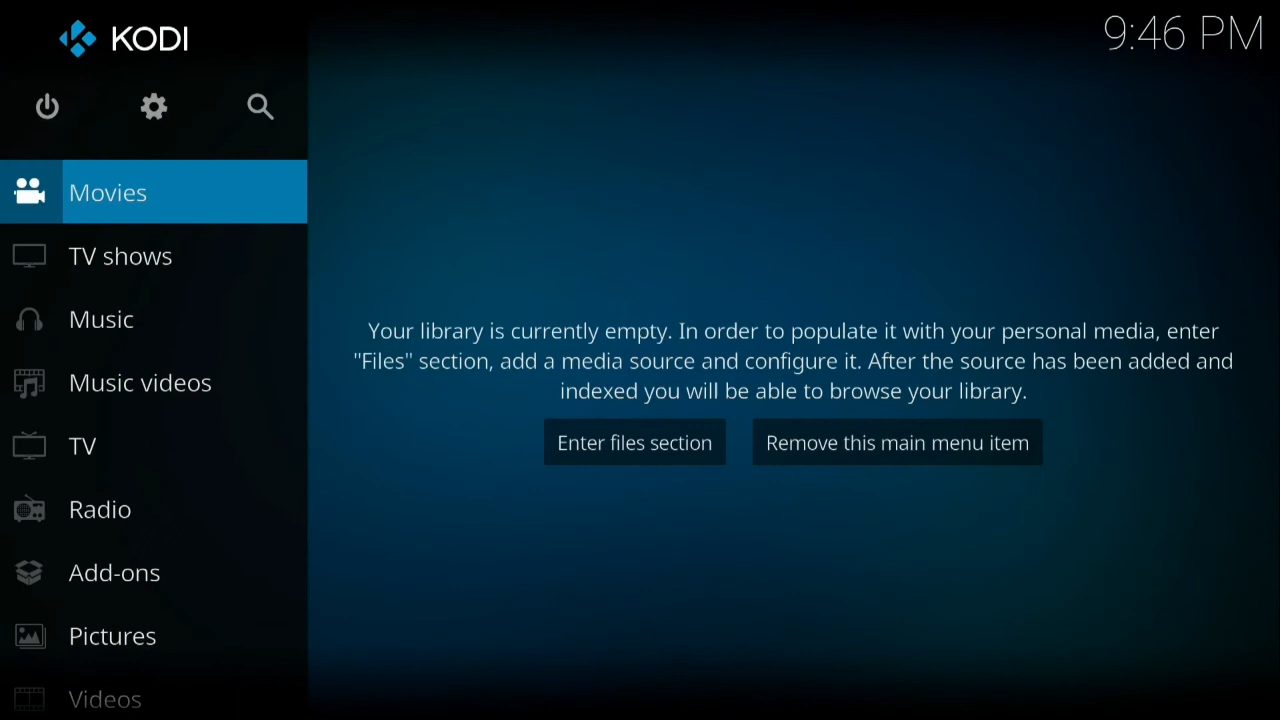 KODI
9:46 PM
Movies
TV shows
Music
Music videos
TV
Radio
Add-ons
Pictures
Videos
Your library is currently empty. In order to populate it with your personal media, enter
"Files" section, add a media source and configure it. After the source has been added and
indexed you will be able to browse your library.
Enter files section
Remove this main menu item